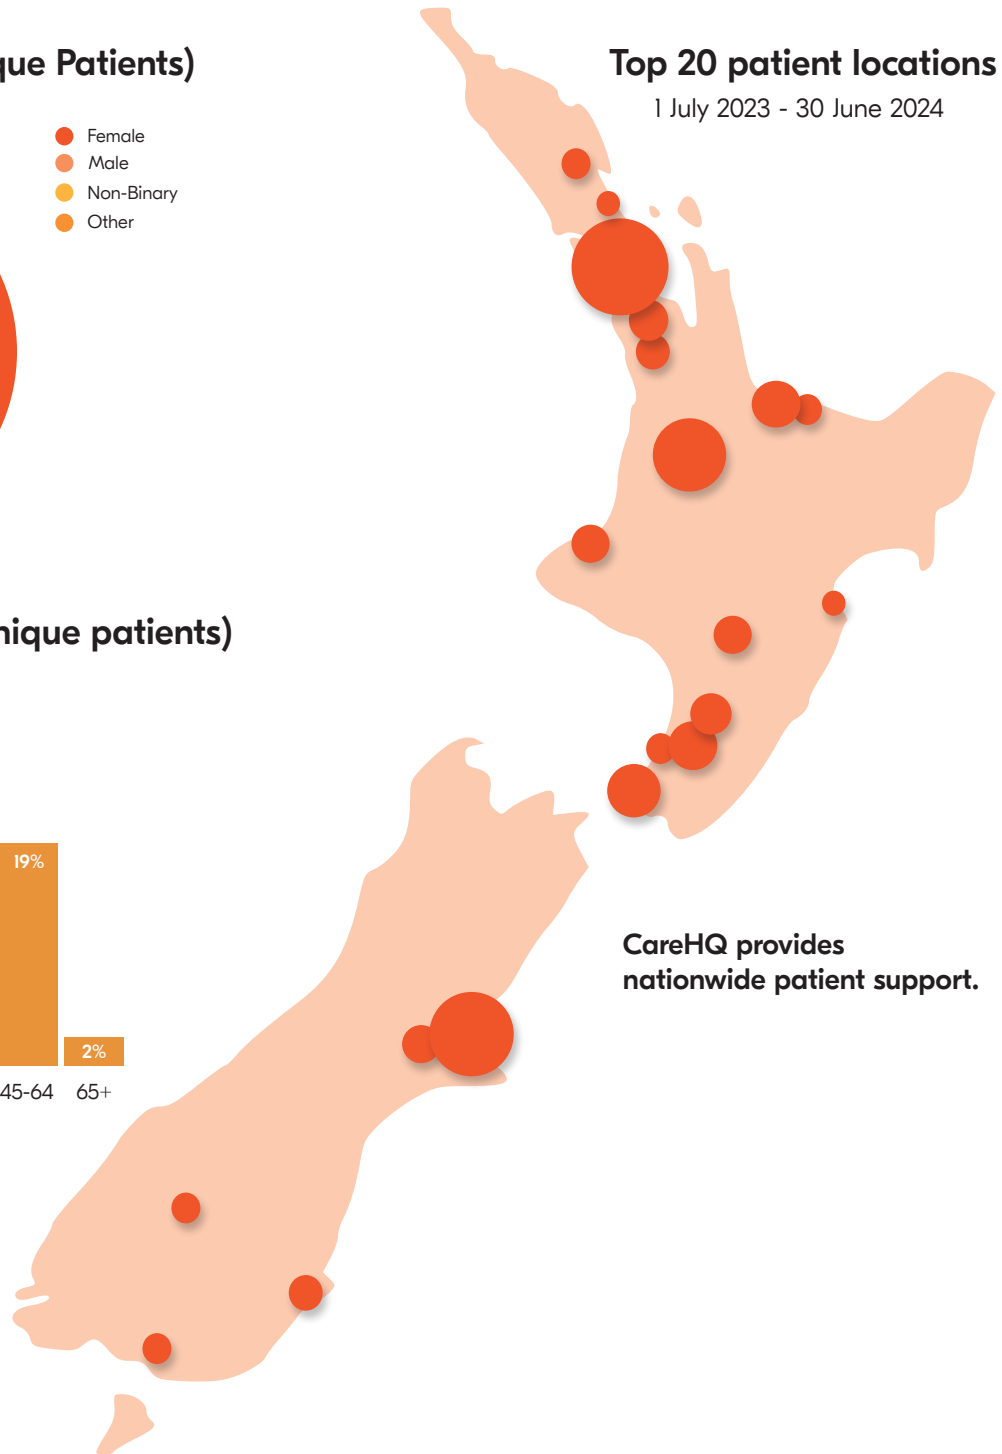 que Patients)
Female
Male
Non-Binary
Other
Top 20 patient locations
1 July 2023 - 30 June 2024
nique patients)
19%
2%
45-64
65+
CareHQ provides
nationwide patient support.